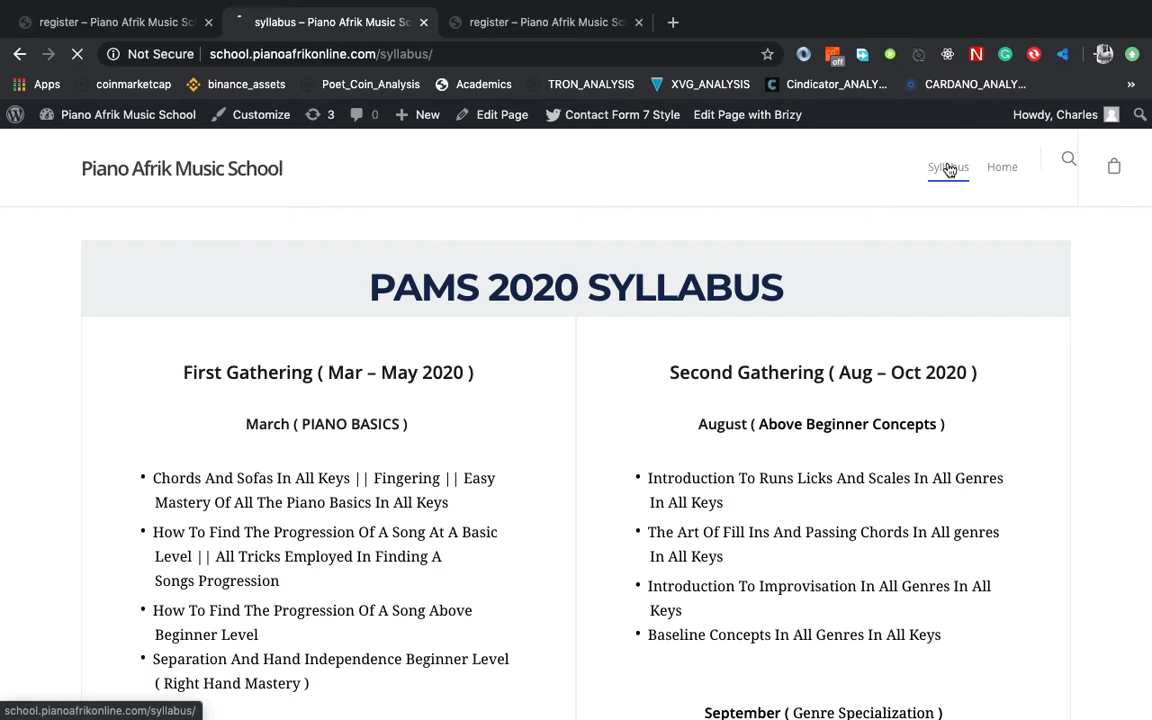 register – Piano Afrik Music Sc
syllabus – Piano Afrik Music Sc
register – Piano Afrik Music Sc
Not Secure
school.pianoafrikonline.com/syllabus/
off
Apps
coinmarketcap
binance_assets
Poet_Coin_Analysis
Academics
TRON_ANALYSIS
XVG_ANALYSIS
Cindicator_ANALY...
CARDANO_ANALY...
»
Piano Afrik Music School
Customize
3
0
New
Edit Page
Contact Form 7 Style
Edit Page with Brizy
Howdy, Charles
Piano Afrik Music School
Syllabus
Home
PAMS 2020 SYLLABUS
First Gathering ( Mar – May 2020 )
March ( PIANO BASICS )
• Chords And Sofas In All Keys || Fingering || Easy
Mastery Of All The Piano Basics In All Keys
• How To Find The Progression Of A Song At A Basic
Level || All Tricks Employed In Finding A
Songs Progression
• How To Find The Progression Of A Song Above
Beginner Level
• Separation And Hand Independence Beginner Level
( Right Hand Mastery )
Second Gathering ( Aug – Oct 2020 )
August ( Above Beginner Concepts )
• Introduction To Runs Licks And Scales In All Genres
In All Keys
• The Art Of Fill Ins And Passing Chords In All genres
In All Keys
• Introduction To Improvisation In All Genres In All
Keys
• Baseline Concepts In All Genres In All Keys
September ( Genre Specialization )
school.pianoafrikonline.com/syllabus/